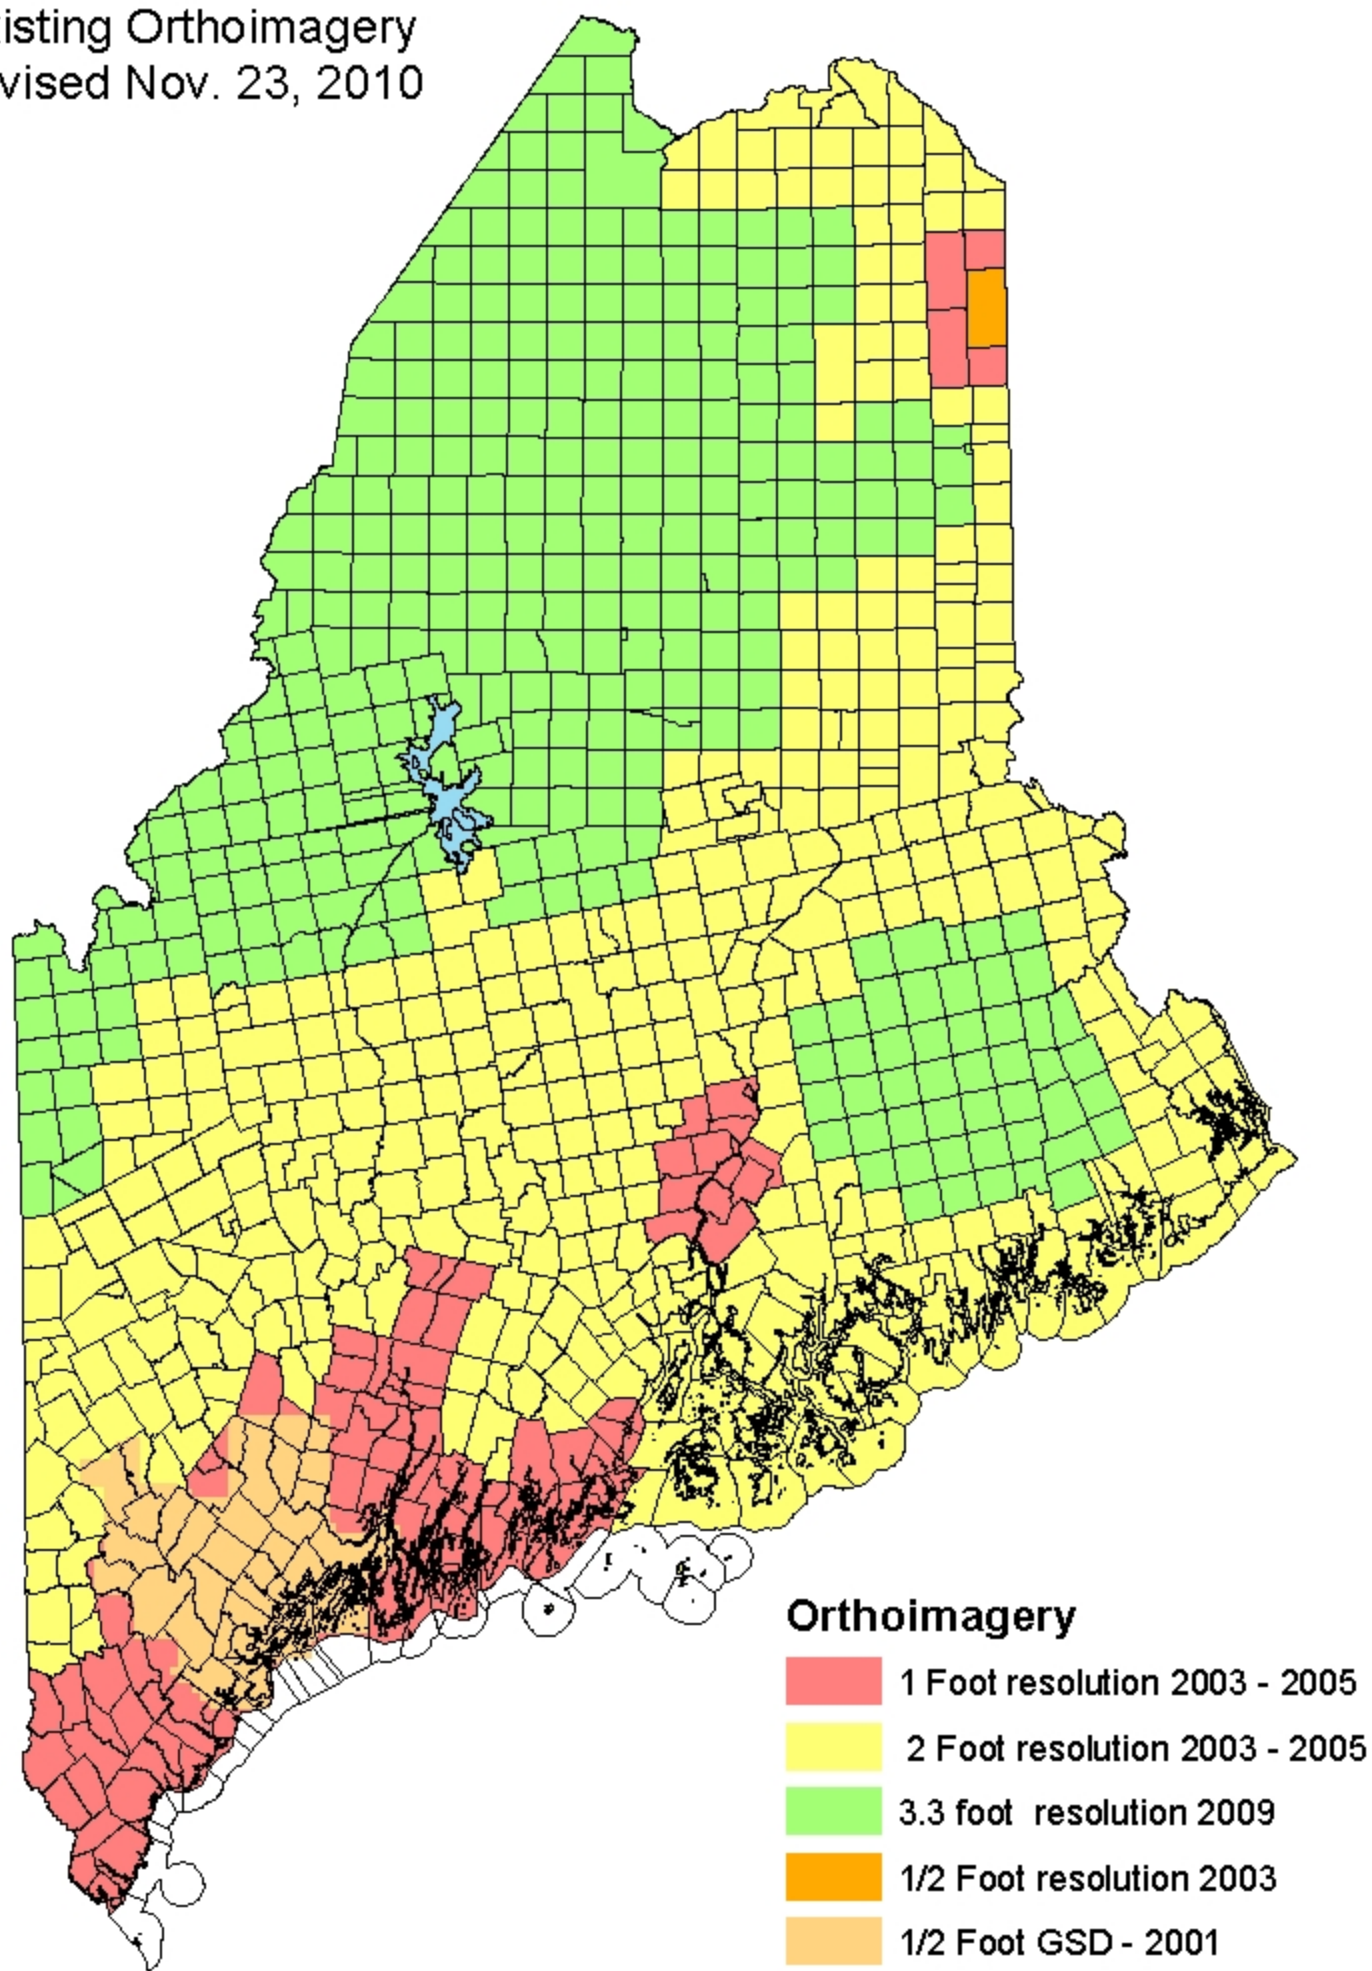 isting Orthoimagery
vised Nov. 23, 2010
Orthoimagery
1 Foot resolution 2003 - 2005
2 Foot resolution 2003 - 2005
3.3 foot resolution 2009
1/2 Foot resolution 2003
1/2 Foot GSD - 2001